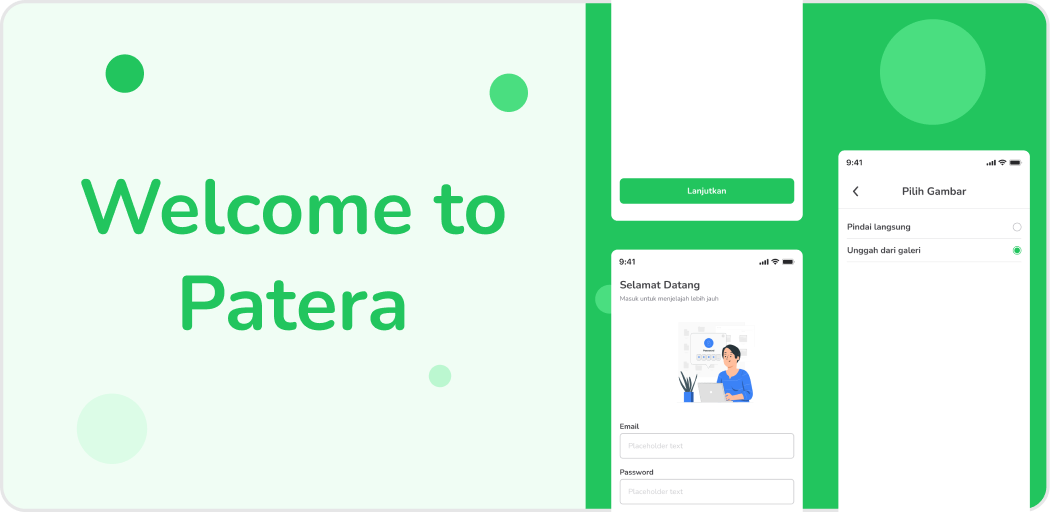 Welcome to
Patera
Lanjutkan
9:41
Selamat Datang
Masuk untuk menjelajah lebih jauh
Email
Placeholder text
Password
Placeholder text
9:41
Pilih Gambar
Pindai langsung
Unggah dari galeri